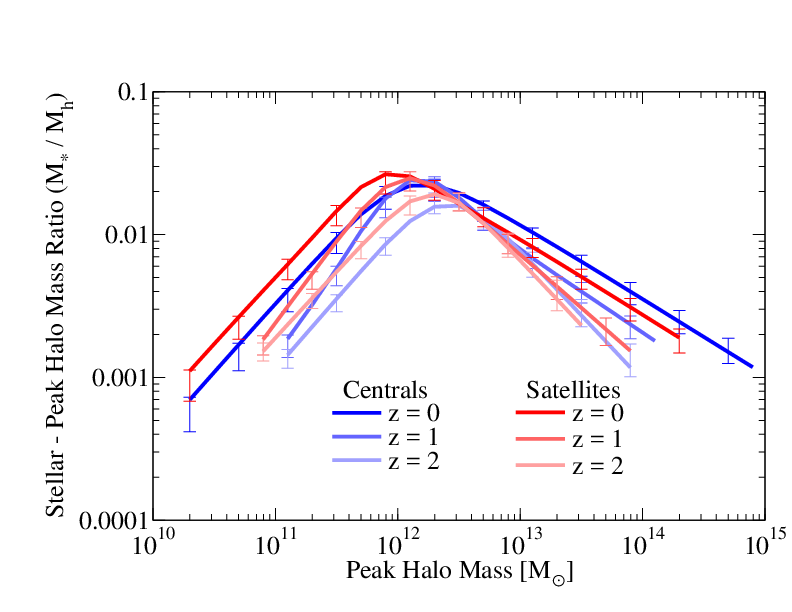 Stellar - Peak Halo Mass Ratio (M* / Mh)
0.1
0.01
0.001
0.0001
Centrals
z = 0
z = 1
z = 2
Satellites
z = 0
z = 1
z = 2
10^10 10^11 10^12 10^13 10^14 10^15
Peak Halo Mass [M⊙]